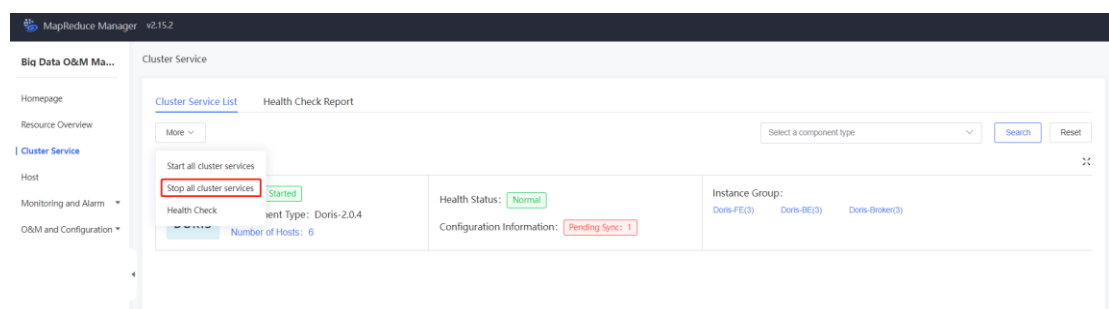 MapReduce Manager v2.15.2
Big Data O&M Ma...
Homepage
Resource Overview
Cluster Service
Host
Monitoring and Alarm
O&M and Configuration
Cluster Service
Cluster Service List Health Check Report
More
Select a component type
Search
Reset
Start all cluster services
Stop all cluster services
Health Check
Started
Type: Doris-2.0.4
Number of Hosts: 6
Health Status: Normal
Configuration Information: Pending Sync: 1
Instance Group:
Doris-FE(3) Doris-BE(3) Doris-Broker(3)